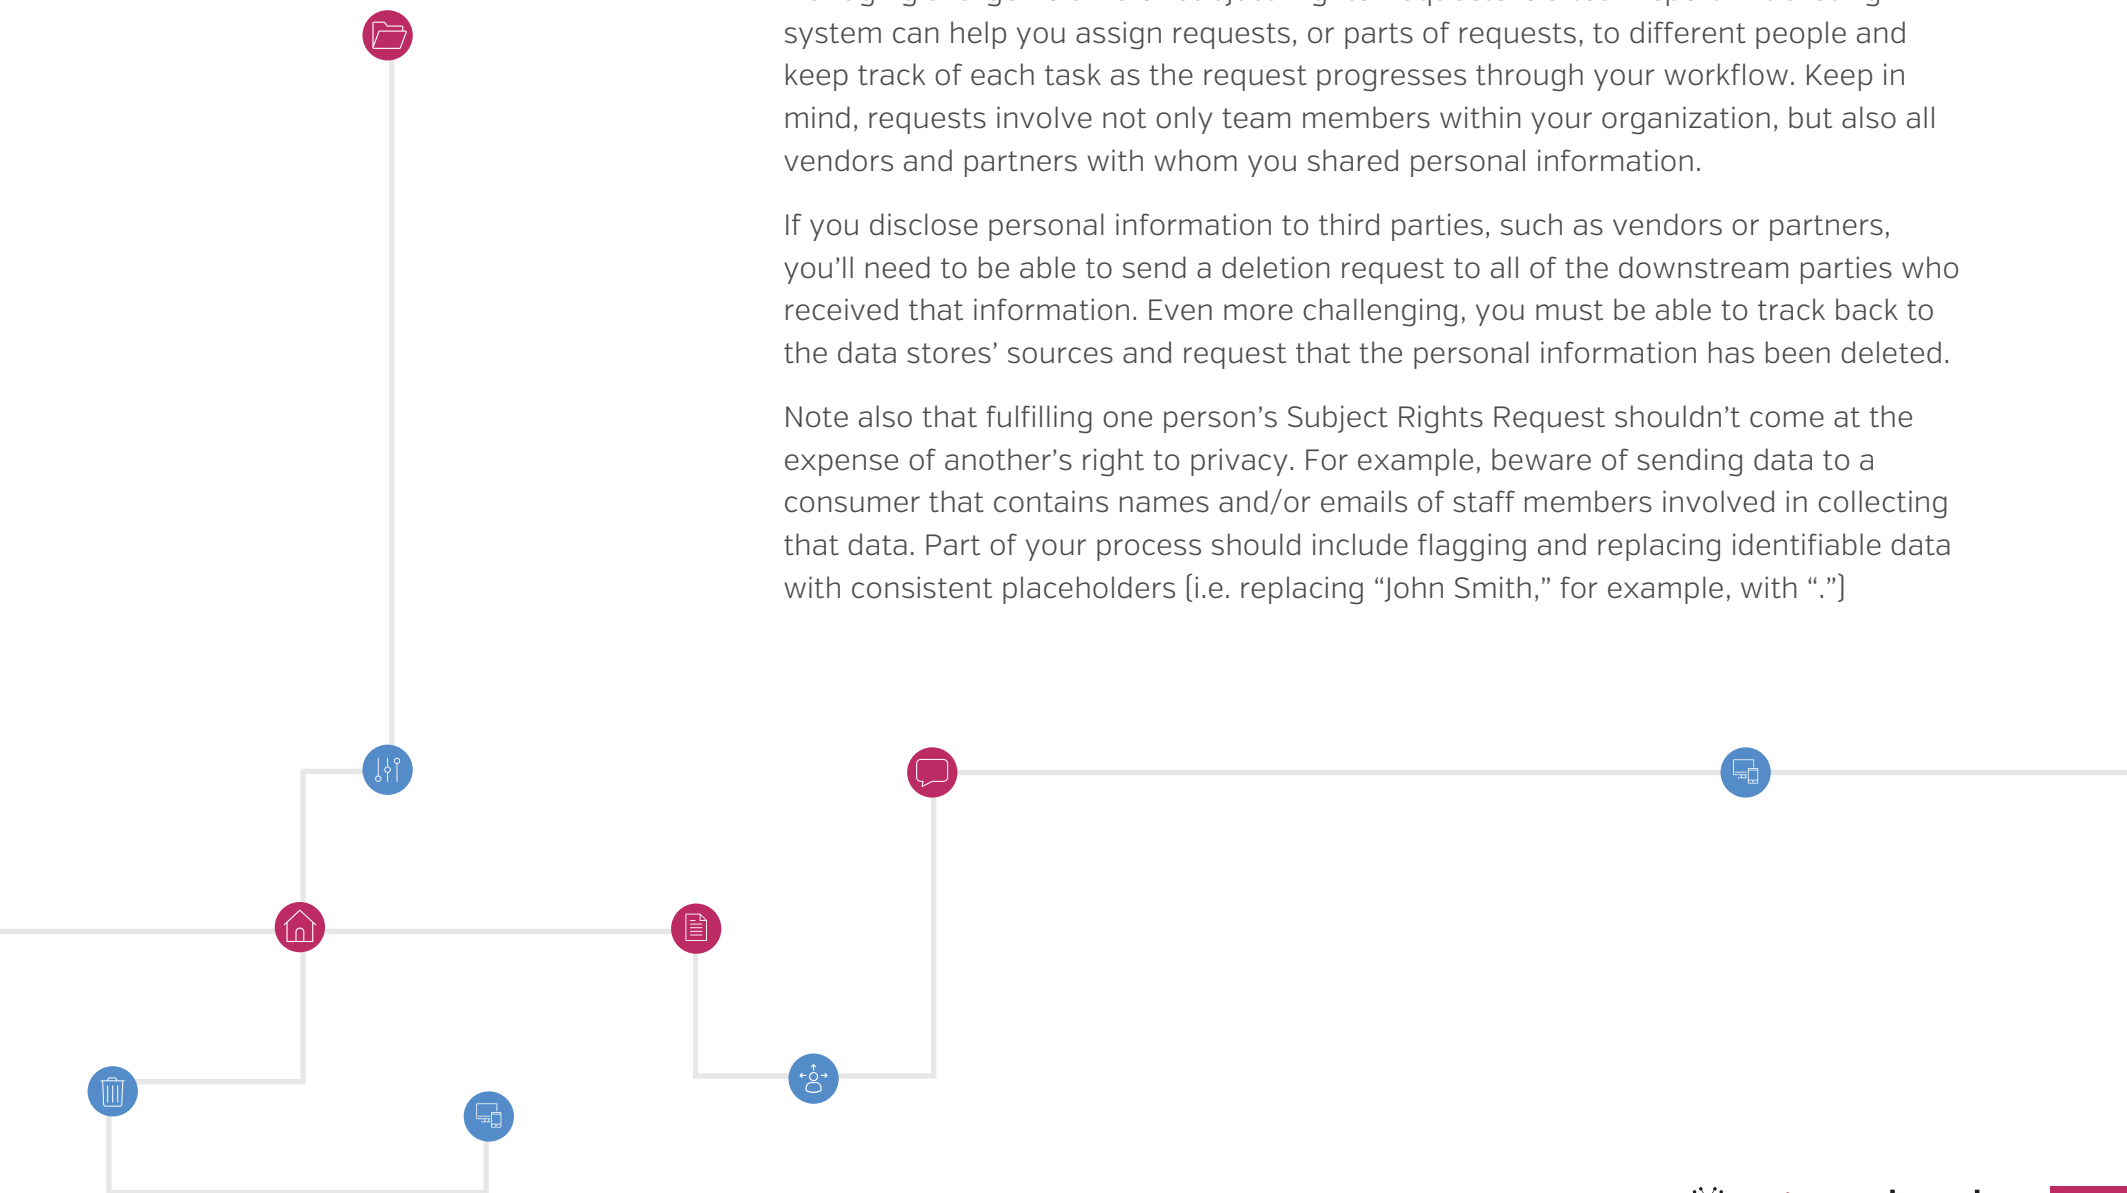 system can help you assign requests, or parts of requests, to different people and
keep track of each task as the request progresses through your workflow. Keep in
mind, requests involve not only team members within your organization, but also all
vendors and partners with whom you shared personal information.
If you disclose personal information to third parties, such as vendors or partners,
you’ll need to be able to send a deletion request to all of the downstream parties who
received that information. Even more challenging, you must be able to track back to
the data stores’ sources and request that the personal information has been deleted.
Note also that fulfilling one person’s Subject Rights Request shouldn’t come at the
expense of another’s right to privacy. For example, beware of sending data to a
consumer that contains names and/or emails of staff members involved in collecting
that data. Part of your process should include flagging and replacing identifiable data
with consistent placeholders (i.e. replacing “John Smith,” for example, with “.”)